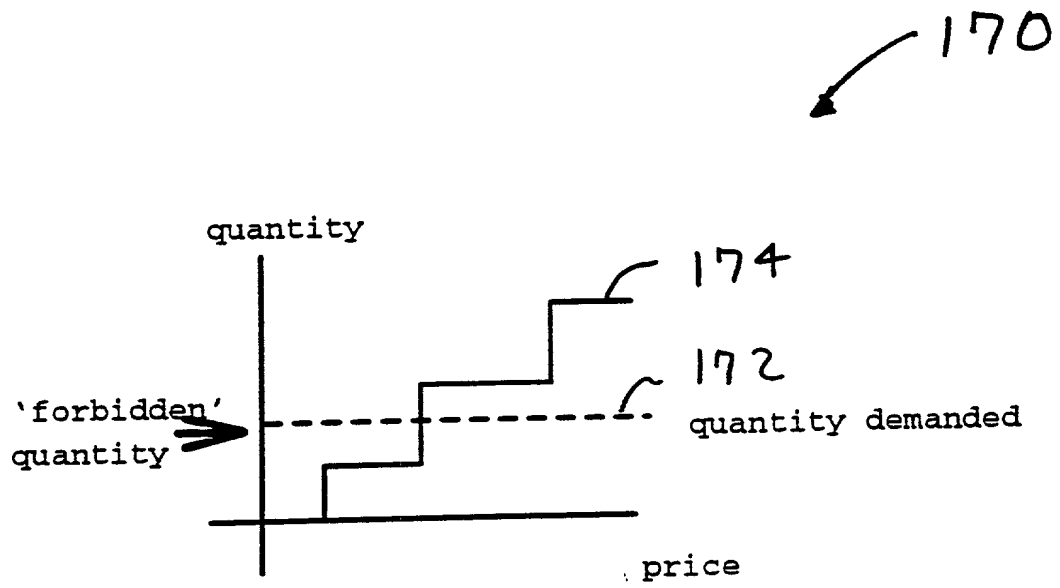 170
quantity
174
172
'forbidden'
quantity
quantity demanded
price